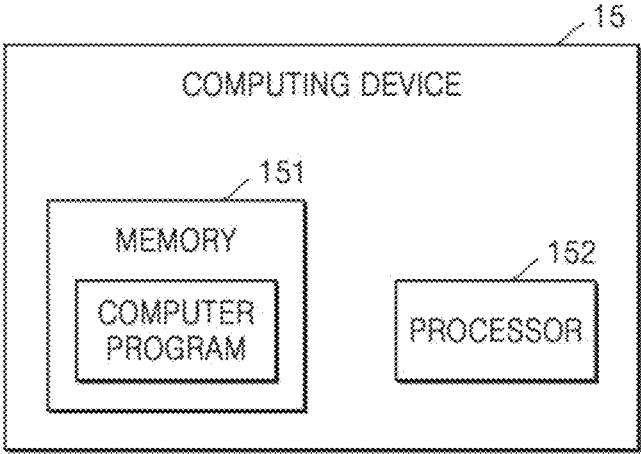 15
COMPUTING DEVICE
151
MEMORY
152
COMPUTER
PROGRAM
PROCESSOR